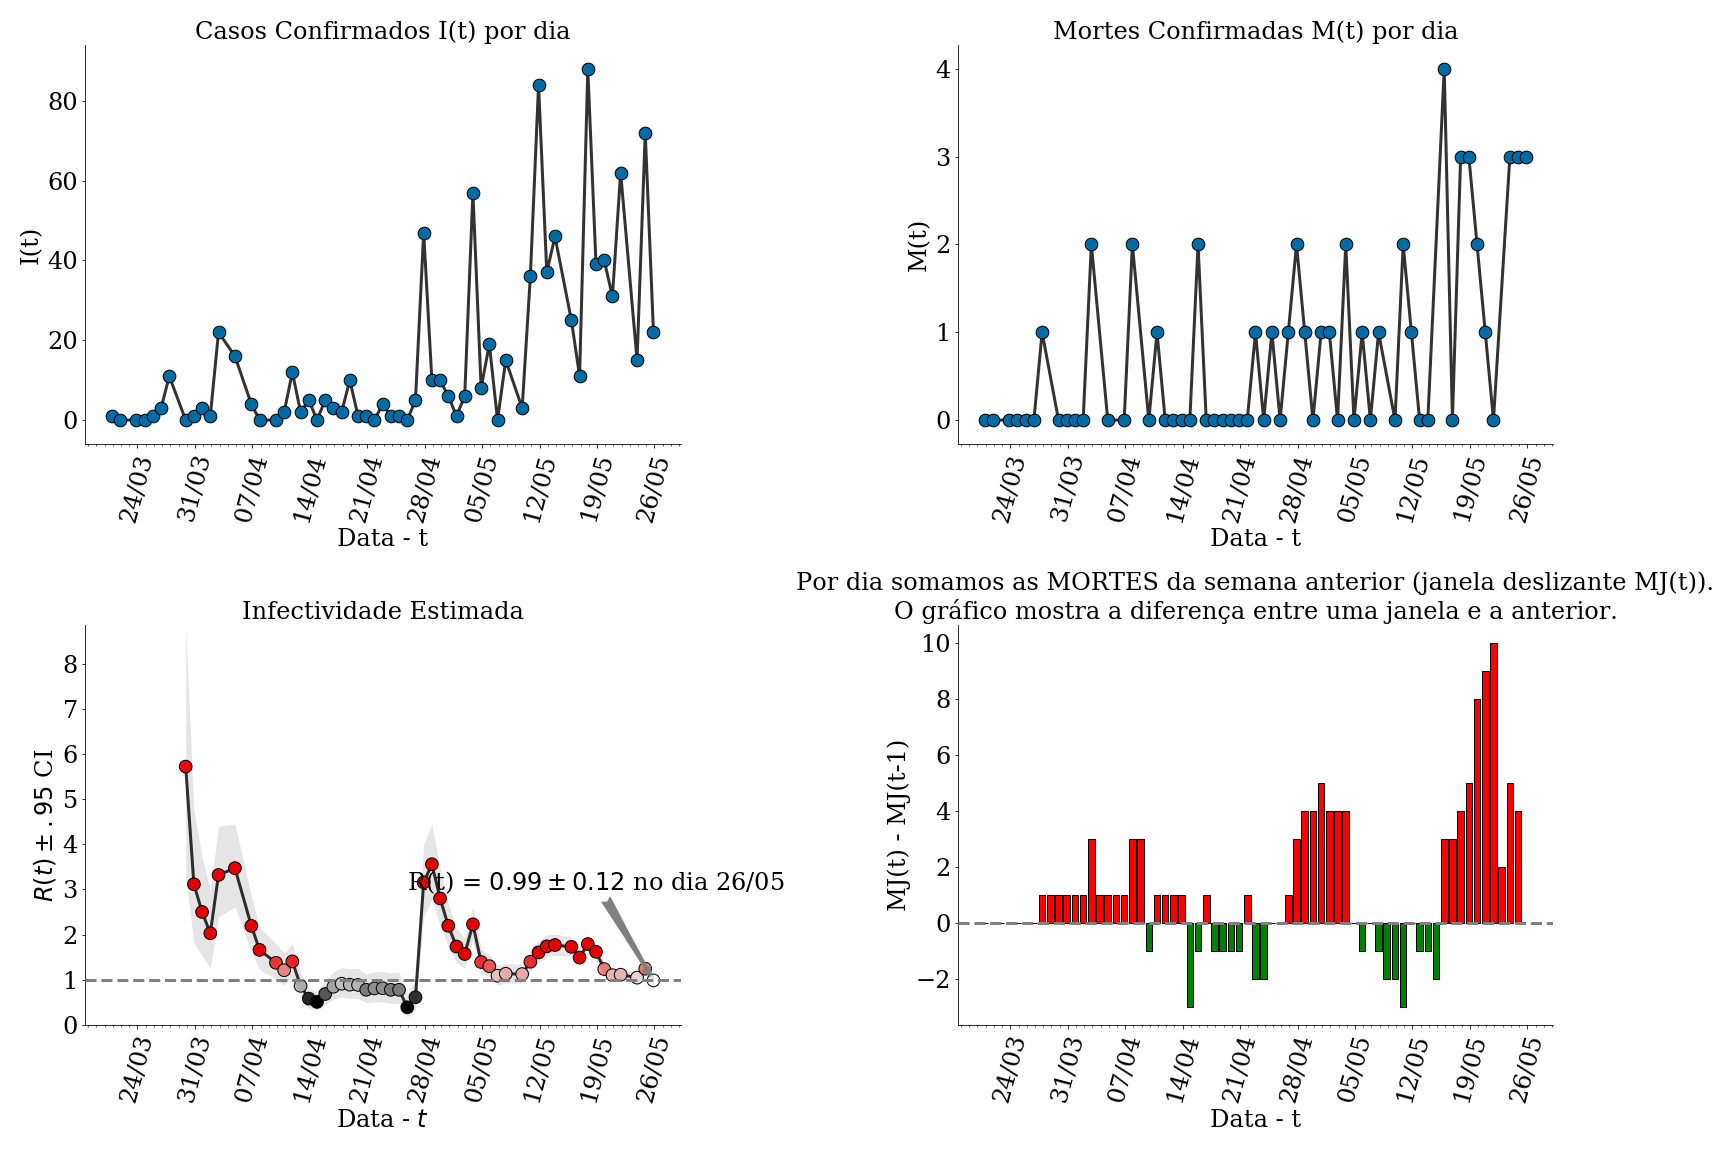 Casos Confirmados I(t) por dia
I(t)
80
60
40
20
0
24/03 31/03 07/04 14/04 21/04 28/04 05/05 12/05 19/05 26/05
Data - t
Mortes Confirmadas M(t) por dia
M(t)
4
3
2
1
0
24/03 31/03 07/04 14/04 21/04 28/04 05/05 12/05 19/05 26/05
Data - t
Infectividade Estimada
R(t) ± .95 CI
8
7
6
5
4
3
2
1
0
R(t) = 0.99 ± 0.12 no dia 26/05
24/03 31/03 07/04 14/04 21/04 28/04 05/05 12/05 19/05 26/05
Data - t
Por dia somamos as MORTES da semana anterior (janela deslizante MJ(t)).
O gráfico mostra a diferença entre uma janela e a anterior.
MJ(t) - MJ(t-1)
10
8
6
4
2
0
−2
24/03 31/03 07/04 14/04 21/04 28/04 05/05 12/05 19/05 26/05
Data - t